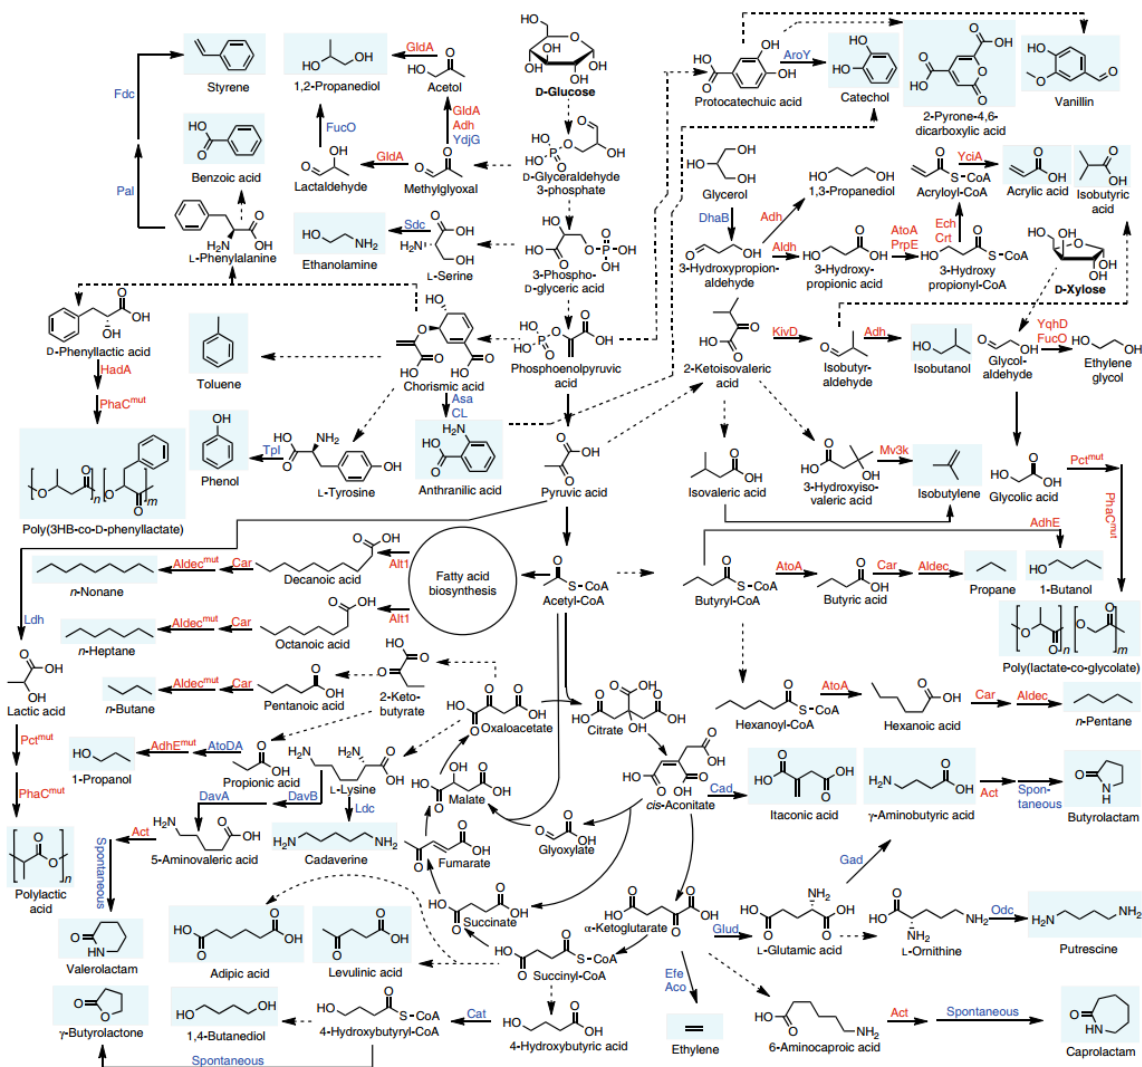 Styrene
1,2-Propanediol
GldA
Acetol
D-Glucose
Protocatechuic acid
AroY
Catechol
2-Pyrone-4,6-
dicarboxylic acid
Vanillin
Fdc
Pal
Benzoic acid
FucO
GldA
Adh
YdjG
Lactaldehyde
GldA
Methylglyoxal
D-Glyceraldehyde
3-phosphate
Glycerol
DhaB
1,3-Propanediol
Adh
Acryloyl-CoA
YciA
Acrylic acid
Isobutyric
acid
L-Phenylalanine
Ethanolamine
Sdc
L-Serine
3-Phospho-
D-glyceric acid
3-Hydroxypropion-
aldehyde
Aldh
3-Hydroxy-
propionic acid
AtoA
PrpE
Ech
Crt
3-Hydroxy
propionyl-CoA
D-Xylose
D-Phenyllactic acid
HadA
PhaCmut
Toluene
Chorismic acid
Phosphoenolpyruvic
acid
2-Ketoisovaleric
acid
KivD
Isobutyr-
aldehyde
Adh
Isobutanol
Glycol-
aldehyde
YqhD
FucO
Ethylene
glycol
Asa
CL
Phenol
Tpl
L-Tyrosine
Anthranilic acid
Pyruvic acid
Isovaleric acid
3-Hydroxyiso-
valeric acid
Mv3k
Isobutylene
Glycolic acid
Pctmut
PhaCmut
Poly(3HB-co-D-phenyllactate)
n-Nonane
Aldecmut
Car
Decanoic acid
Alt1
Fatty acid
biosynthesis
Acetyl-CoA
Butyryl-CoA
AtoA
Butyric acid
Car
Aldec
Propane
AdhE
1-Butanol
Ldh
n-Heptane
Aldecmut
Car
Octanoic acid
Alt1
Poly(lactate-co-glycolate)
Lactic acid
n-Butane
Aldecmut
Car
Pentanoic acid
2-Keto-
butyrate
Oxaloacetate
Citrate
Hexanoyl-CoA
AtoA
Hexanoic acid
Car
Aldec
n-Pentane
Pctmut
1-Propanol
AdhEmut
AtoDA
Propionic acid
L-Lysine
Malate
cis-Aconitate
Cad
Itaconic acid
γ-Aminobutyric acid
Act
Spon-
taneous
Butyrolactam
PhaCmut
DavA
DavB
Ldc
Act
5-Aminovaleric acid
Cadaverine
Fumarate
Glyoxylate
Polylactic
acid
Spontaneous
Gad
Valerolactam
Adipic acid
Levulinic acid
Succinate
α-Ketoglutarate
Glud
L-Glutamic acid
L-Ornithine
Odc
Putrescine
Succinyl-CoA
Efe
Aco
γ-Butyrolactone
1,4-Butanediol
4-Hydroxybutyryl-CoA
Cat
4-Hydroxybutyric acid
Ethylene
6-Aminocaproic acid
Act
Spontaneous
Caprolactam
Spontaneous